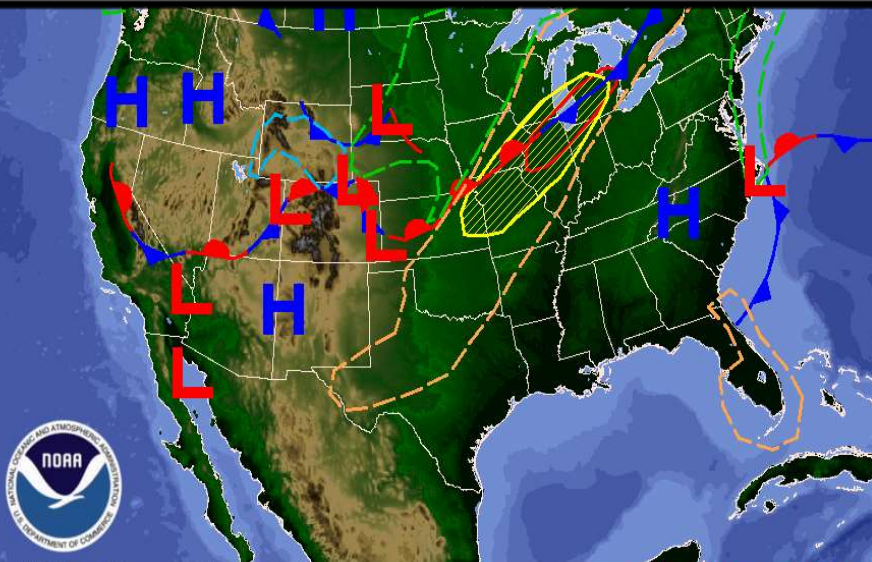 H
H
H
L
L
L
L
H
L
L
H
L
NOAA
NATIONAL OCEANIC AND ATMOSPHERIC ADMINISTRATION
U.S. DEPARTMENT OF COMMERCE